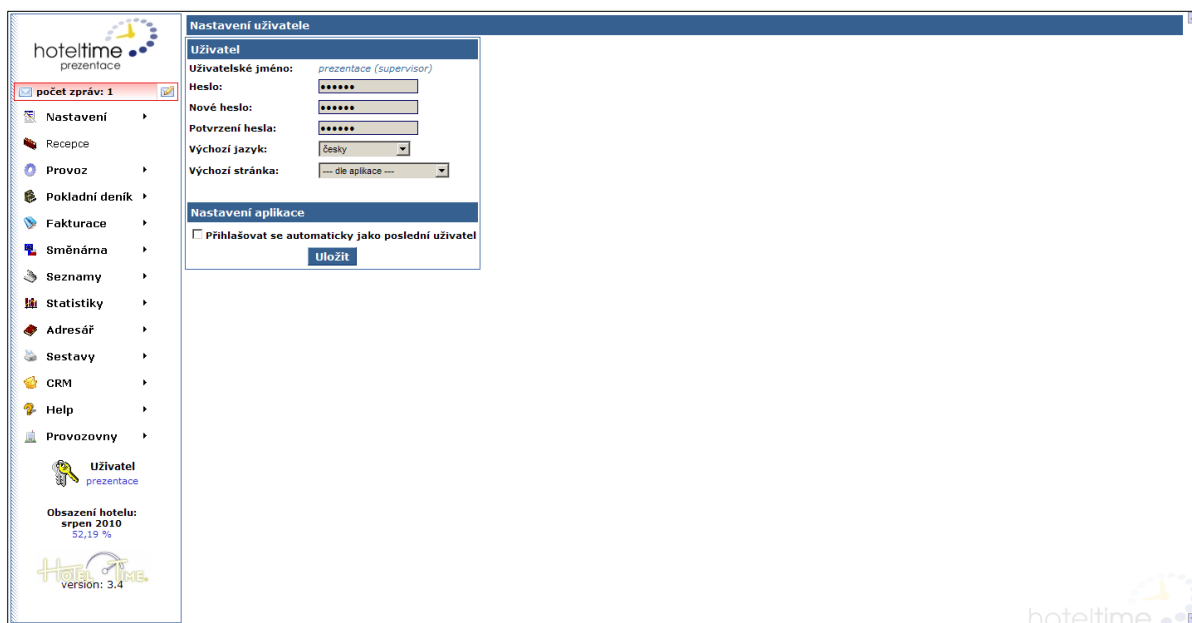 hoteltime
prezentace
počet zpráv: 1
Nastavení
Recepce
Provoz
Pokladní deník
Fakturace
Směnárna
Seznamy
Statistiky
Adresář
Sestavy
CRM
Help
Provozovny
Uživatel
prezentace
Obsazení hotelu:
srpen 2010
52,19 %
HOTEL TIME.
version: 3.4
Nastavení uživatele
Uživatel
Uživatelské jméno: prezentace (supervisor)
Heslo: ••••••
Nové heslo: ••••••
Potvrzení hesla: ••••••
Výchozí jazyk: česky
Výchozí stránka: --- dle aplikace ---
Nastavení aplikace
Přihlašovat se automaticky jako poslední uživatel
Uložit
hoteltime